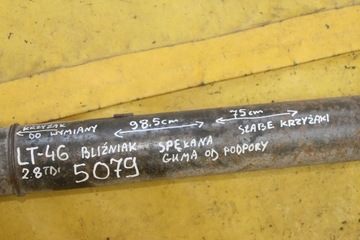 KRZYŻAK
DO WYMIANY
98.5cm
75cm
SŁABE KRZYŻAKI
LT-46 BLIŹNIAK SPĘKANA
2.8TDI 5079 GUMA OD PODPORY